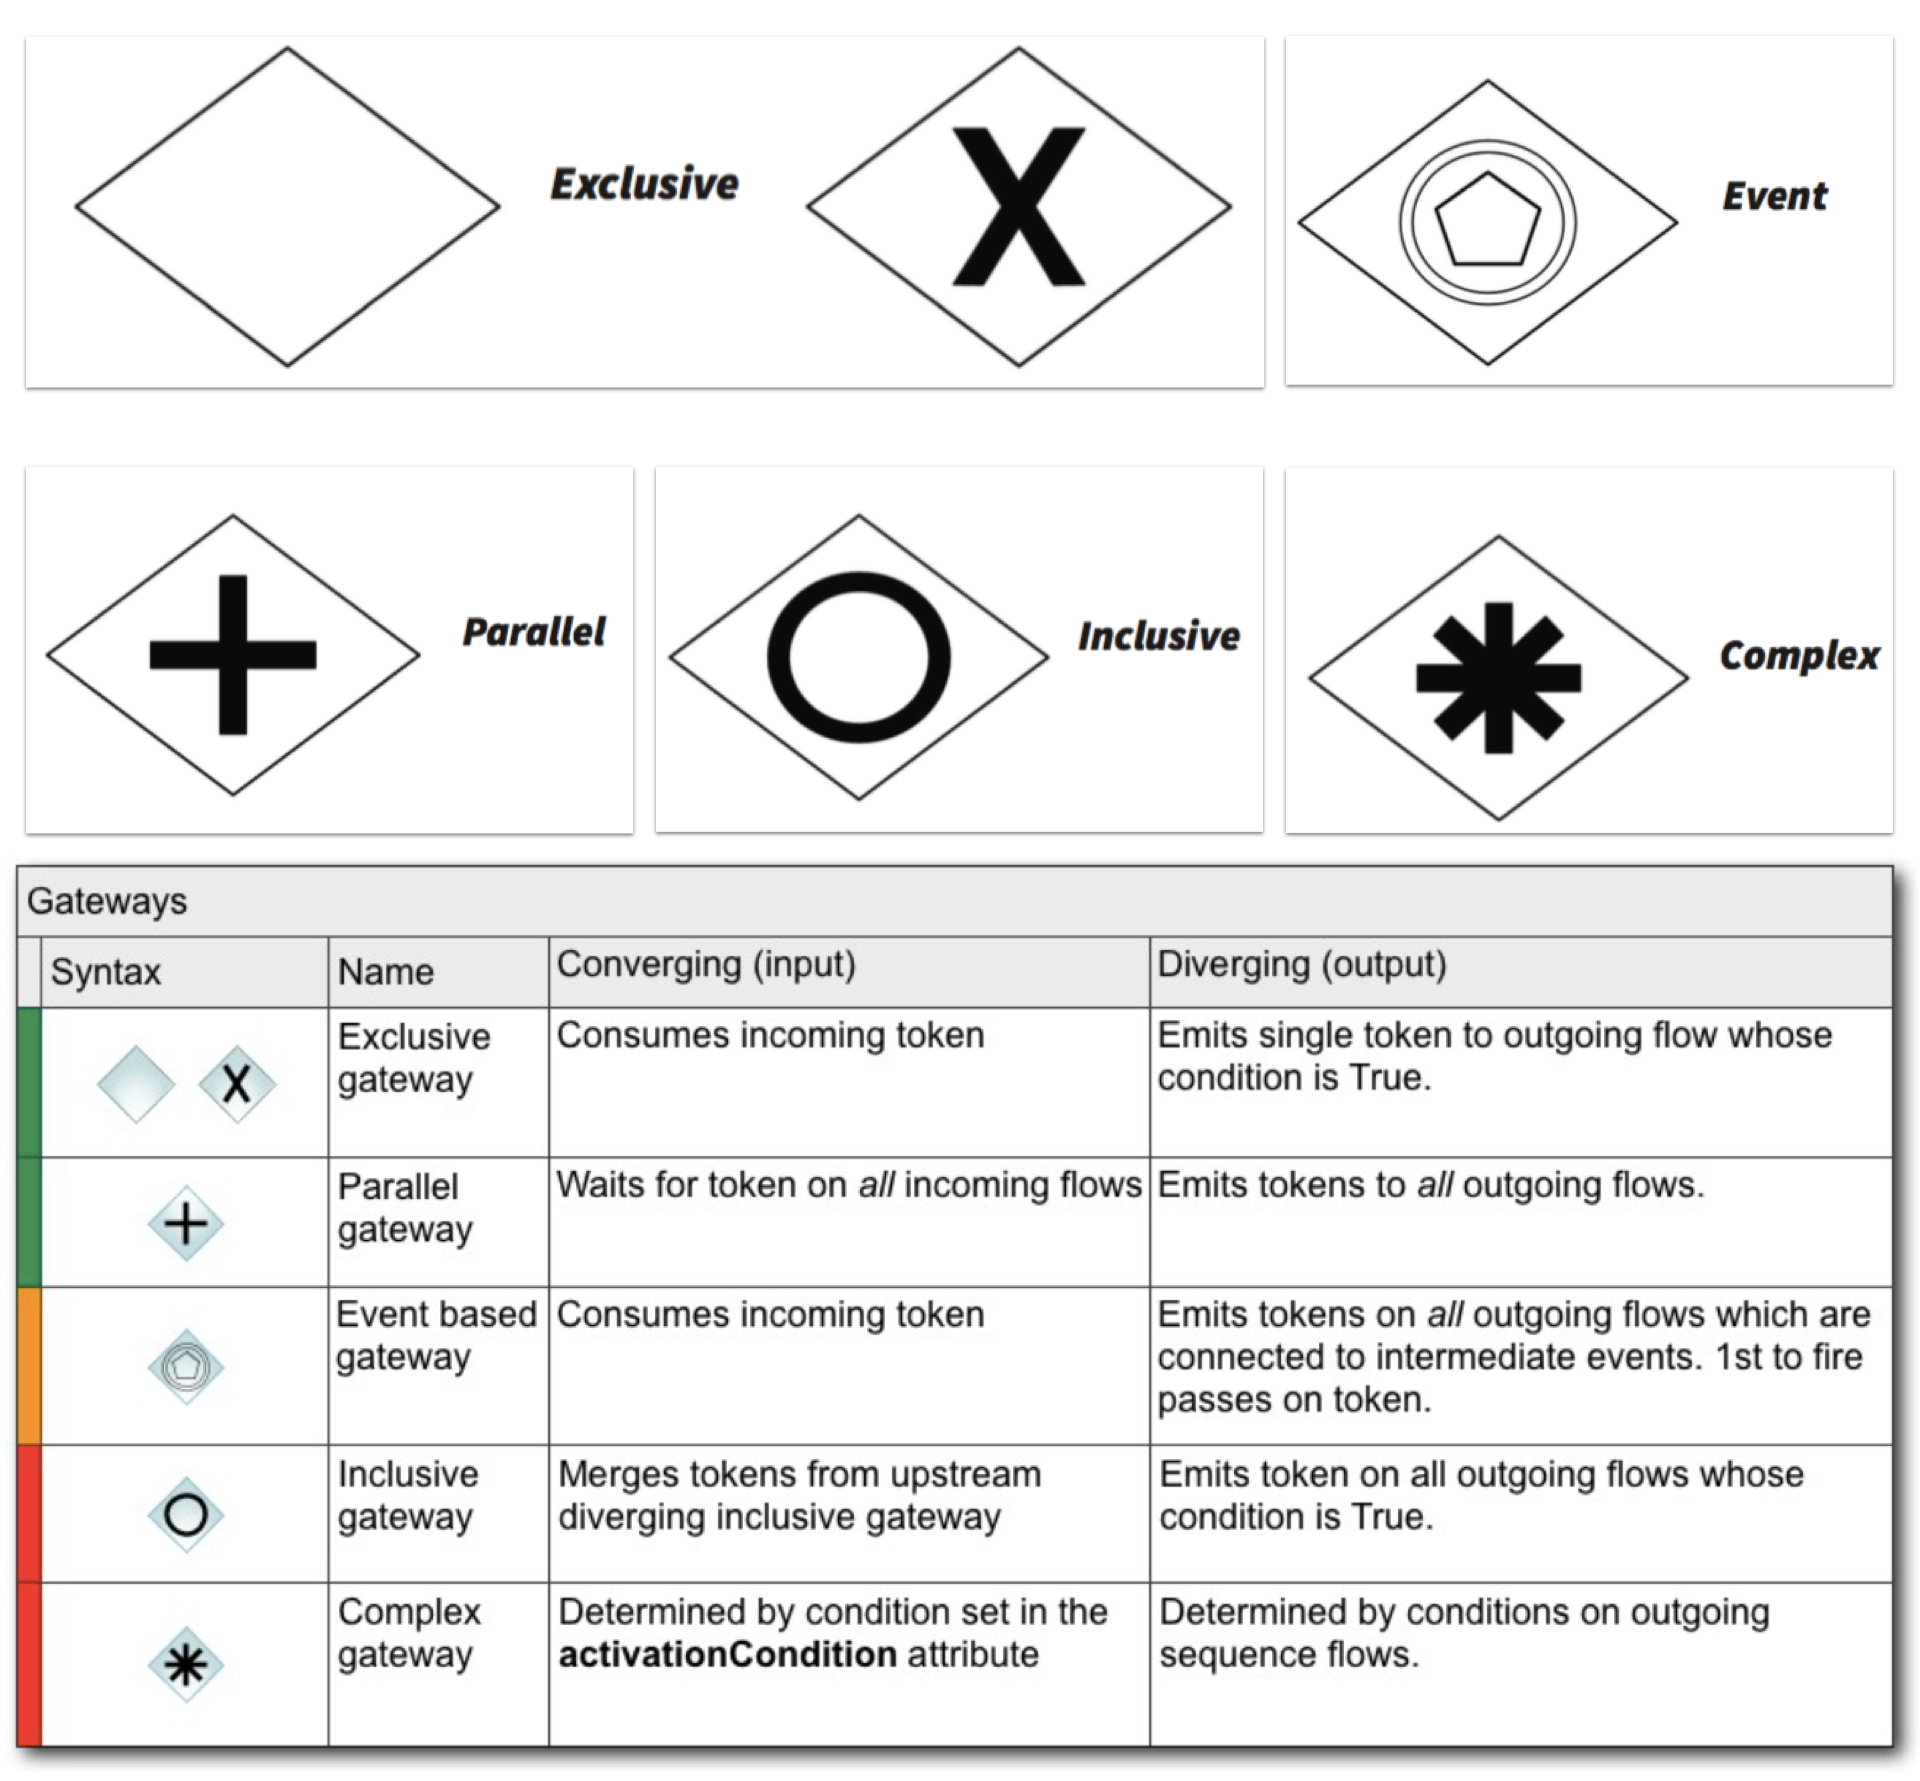 Exclusive
X
Event
Parallel
Inclusive
Complex
Gateways
Syntax
Name
Converging (input)
Diverging (output)
X
Exclusive
gateway
Consumes incoming token
Emits single token to outgoing flow whose
condition is True.
Parallel
gateway
Waits for token on all incoming flows
Emits tokens to all outgoing flows.
Event based
gateway
Consumes incoming token
Emits tokens on all outgoing flows which are
connected to intermediate events. 1st to fire
passes on token.
Inclusive
gateway
Merges tokens from upstream
diverging inclusive gateway
Emits token on all outgoing flows whose
condition is True.
Complex
gateway
Determined by condition set in the
activationCondition attribute
Determined by conditions on outgoing
sequence flows.